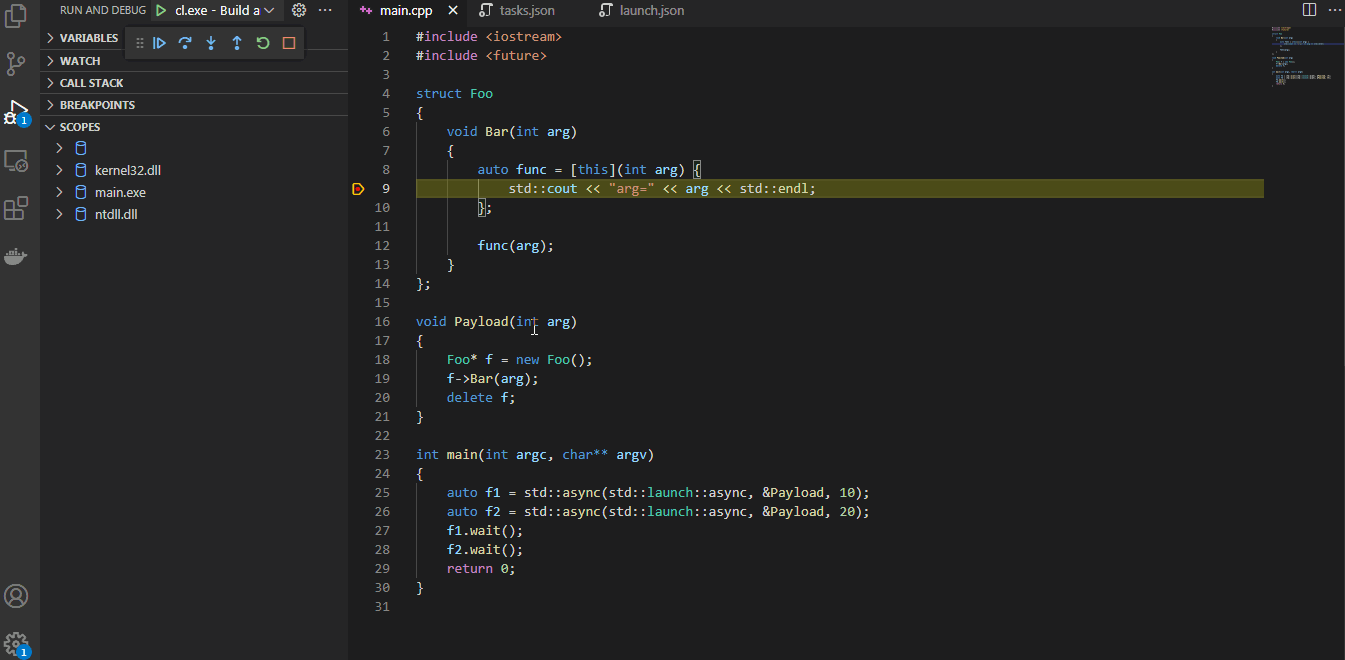 RUN AND DEBUG cl.exe - Build a
VARIABLES
WATCH
CALL STACK
BREAKPOINTS
SCOPES
kernel32.dll
main.exe
ntdll.dll
1
1
main.cpp tasks.json launch.json
1 #include <iostream>
2 #include <future>
3
4 struct Foo
5 {
6     void Bar(int arg)
7     {
8         auto func = [this](int arg) {
9             std::cout << "arg=" << arg << std::endl;
10         };
11
12         func(arg);
13     }
14 };
15
16 void Payload(int arg)
17 {
18     Foo* f = new Foo();
19     f->Bar(arg);
20     delete f;
21 }
22
23 int main(int argc, char** argv)
24 {
25     auto f1 = std::async(std::launch::async, &Payload, 10);
26     auto f2 = std::async(std::launch::async, &Payload, 20);
27     f1.wait();
28     f2.wait();
29     return 0;
30 }
31